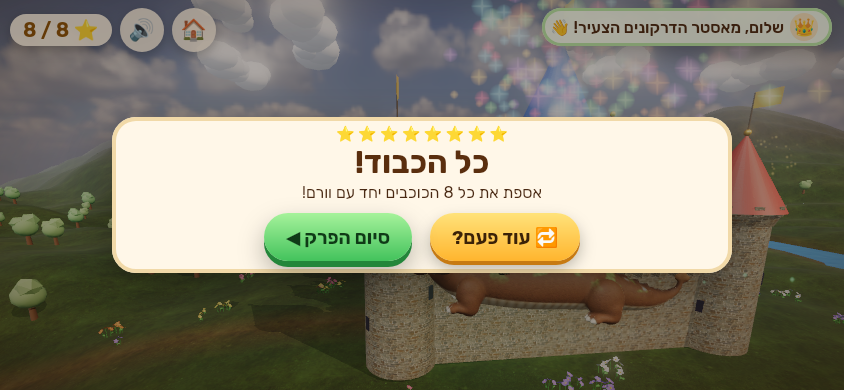 שלום, מאסטר הדרקונים הצעיר! 👋
8 / 8 ⭐
כל הכבוד!
אספת את כל 8 הכוכבים יחד עם וורם!
🔁 עוד פעם?
סיום הפרק ◀